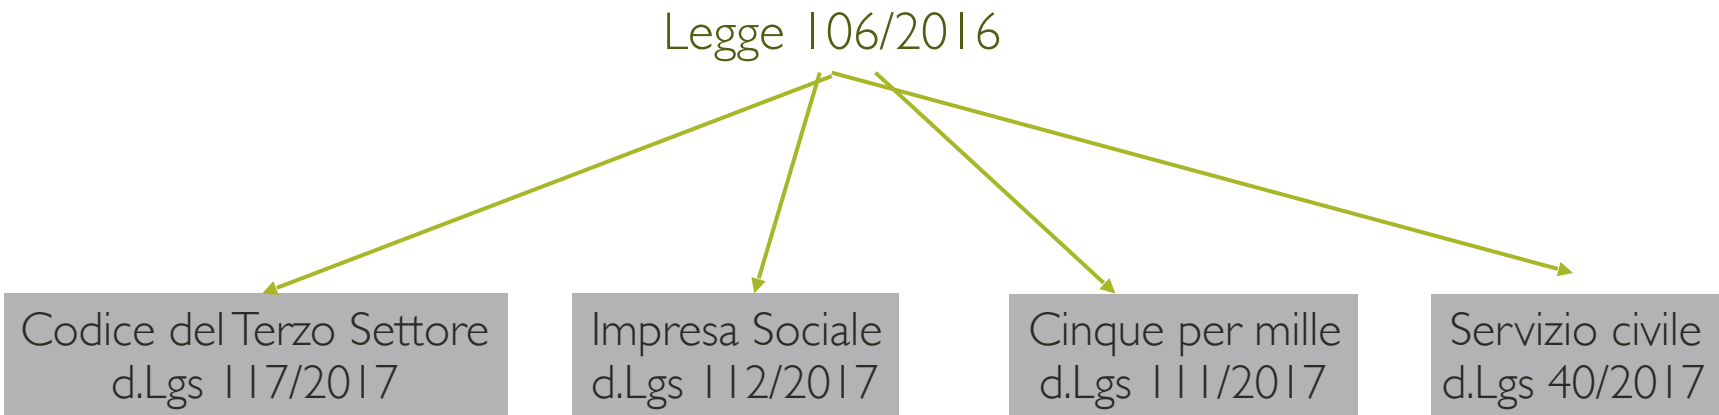 Legge 106/2016
Codice del Terzo Settore
d.Lgs 117/2017
Impresa Sociale
d.Lgs 112/2017
Cinque per mille
d.Lgs 111/2017
Servizio civile
d.Lgs 40/2017